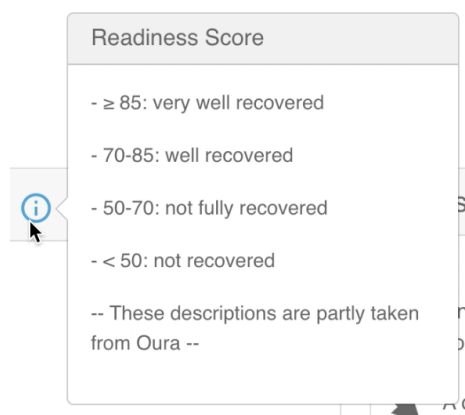 Readiness Score
- ≥ 85: very well recovered
- 70-85: well recovered
- 50-70: not fully recovered
- < 50: not recovered
-- These descriptions are partly taken
from Oura --